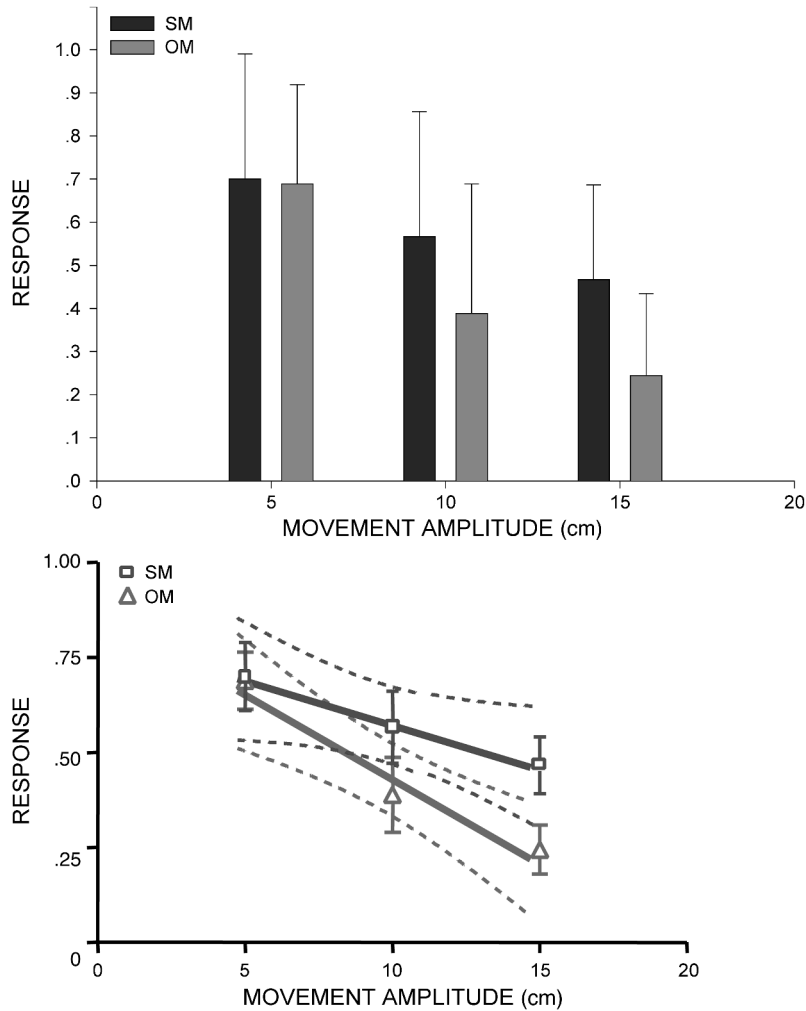 SM
OM
1.0
.9
.8
.7
.6
.5
.4
.3
.2
.1
.0
RESPONSE
0 5 10 15 20
MOVEMENT AMPLITUDE (cm)
1.00
SM
OM
.75
.50
.25
0
RESPONSE
0 5 10 15 20
MOVEMENT AMPLITUDE (cm)